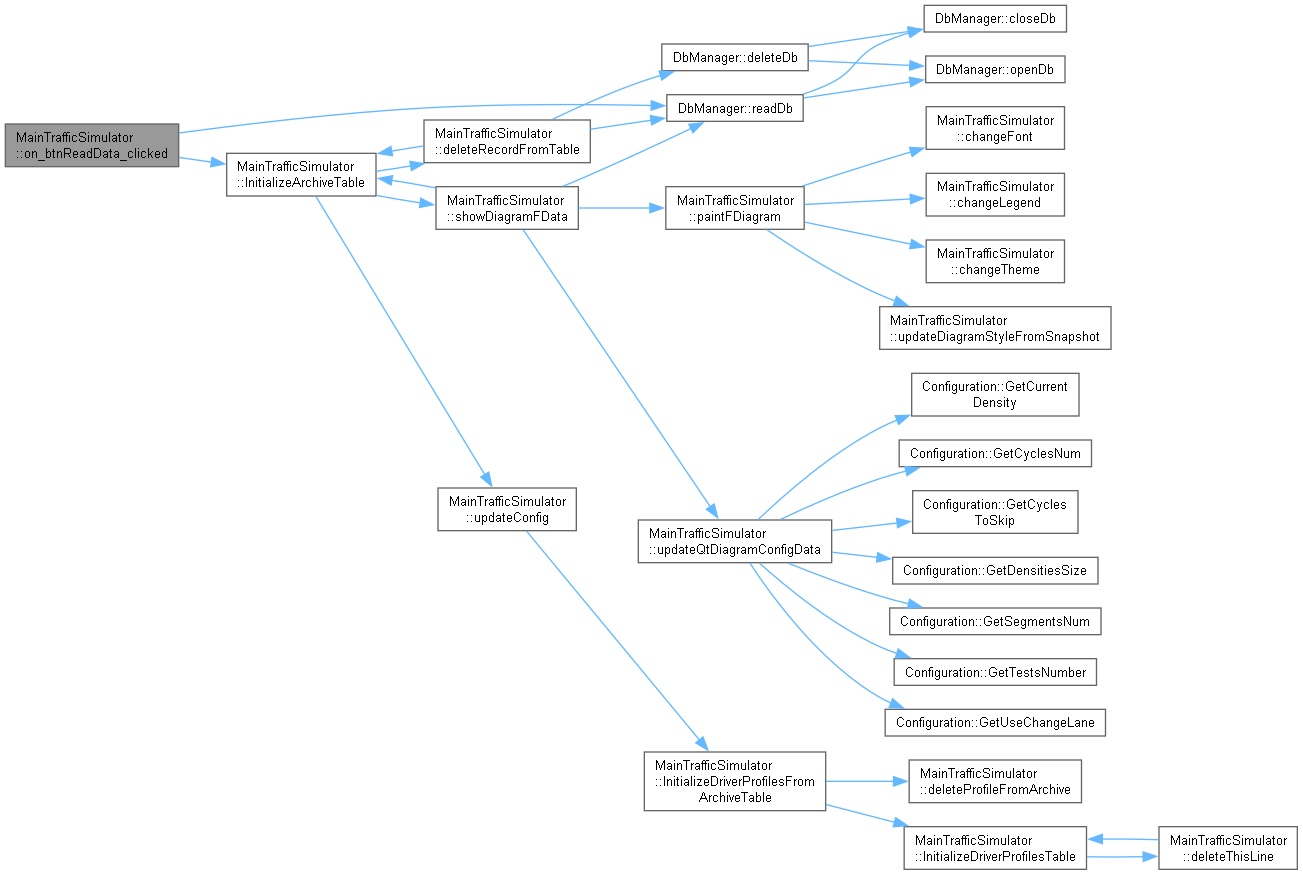 MainTrafficSimulator
::on_btnReadData_clicked
MainTrafficSimulator
::InitializeArchiveTable
MainTrafficSimulator
::deleteRecordFromTable
MainTrafficSimulator
::showDiagramFData
MainTrafficSimulator
::updateConfig
DbManager::deleteDb
DbManager::readDb
MainTrafficSimulator
::paintFDiagram
MainTrafficSimulator
::updateQtDiagramConfigData
MainTrafficSimulator
::InitializeDriverProfilesFrom
ArchiveTable
DbManager::closeDb
DbManager::openDb
MainTrafficSimulator
::changeFont
MainTrafficSimulator
::changeLegend
MainTrafficSimulator
::changeTheme
MainTrafficSimulator
::updateDiagramStyleFromSnapshot
Configuration::GetCurrent
Density
Configuration::GetCyclesNum
Configuration::GetCycles
ToSkip
Configuration::GetDensitiesSize
Configuration::GetSegmentsNum
Configuration::GetTestsNumber
Configuration::GetUseChangeLane
MainTrafficSimulator
::deleteProfileFromArchive
MainTrafficSimulator
::InitializeDriverProfilesTable
MainTrafficSimulator
::deleteThisLine